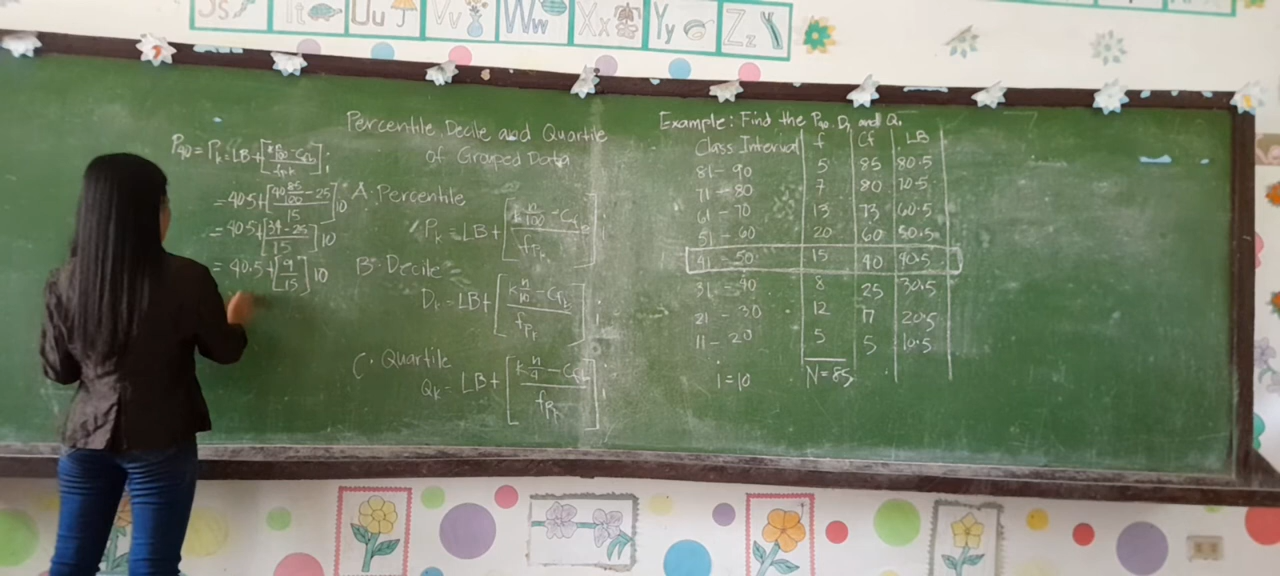 Ss
Tt
Uu
Vv
Ww
Xx
Yy
Zz
Percentile, Decile and Quartile
of Grouped Data
P40 = Pk = LB + [k n/100 - Cfb / fPk] i
= 40.5 + [40 85/100 - 25 / 15] 10
= 40.5 + [34 - 25 / 15] 10
= 40.5 + [9 / 15] 10
A. Percentile
Pk = LB + [k n/100 - Cfb / fPk] i
B. Decile
Dk = LB + [k n/10 - Cfb / fPk] i
C. Quartile
Qk = LB + [k n/4 - Cfb / fPk] i
Example: Find the P40, D7 and Q1
Class Interval f Cf LB
81 - 90 5 85 80.5
71 - 80 7 80 70.5
61 - 70 13 73 60.5
51 - 60 20 60 50.5
41 - 50 15 40 40.5
31 - 40 8 25 30.5
21 - 30 12 17 20.5
11 - 20 5 5 10.5
i = 10 N = 85